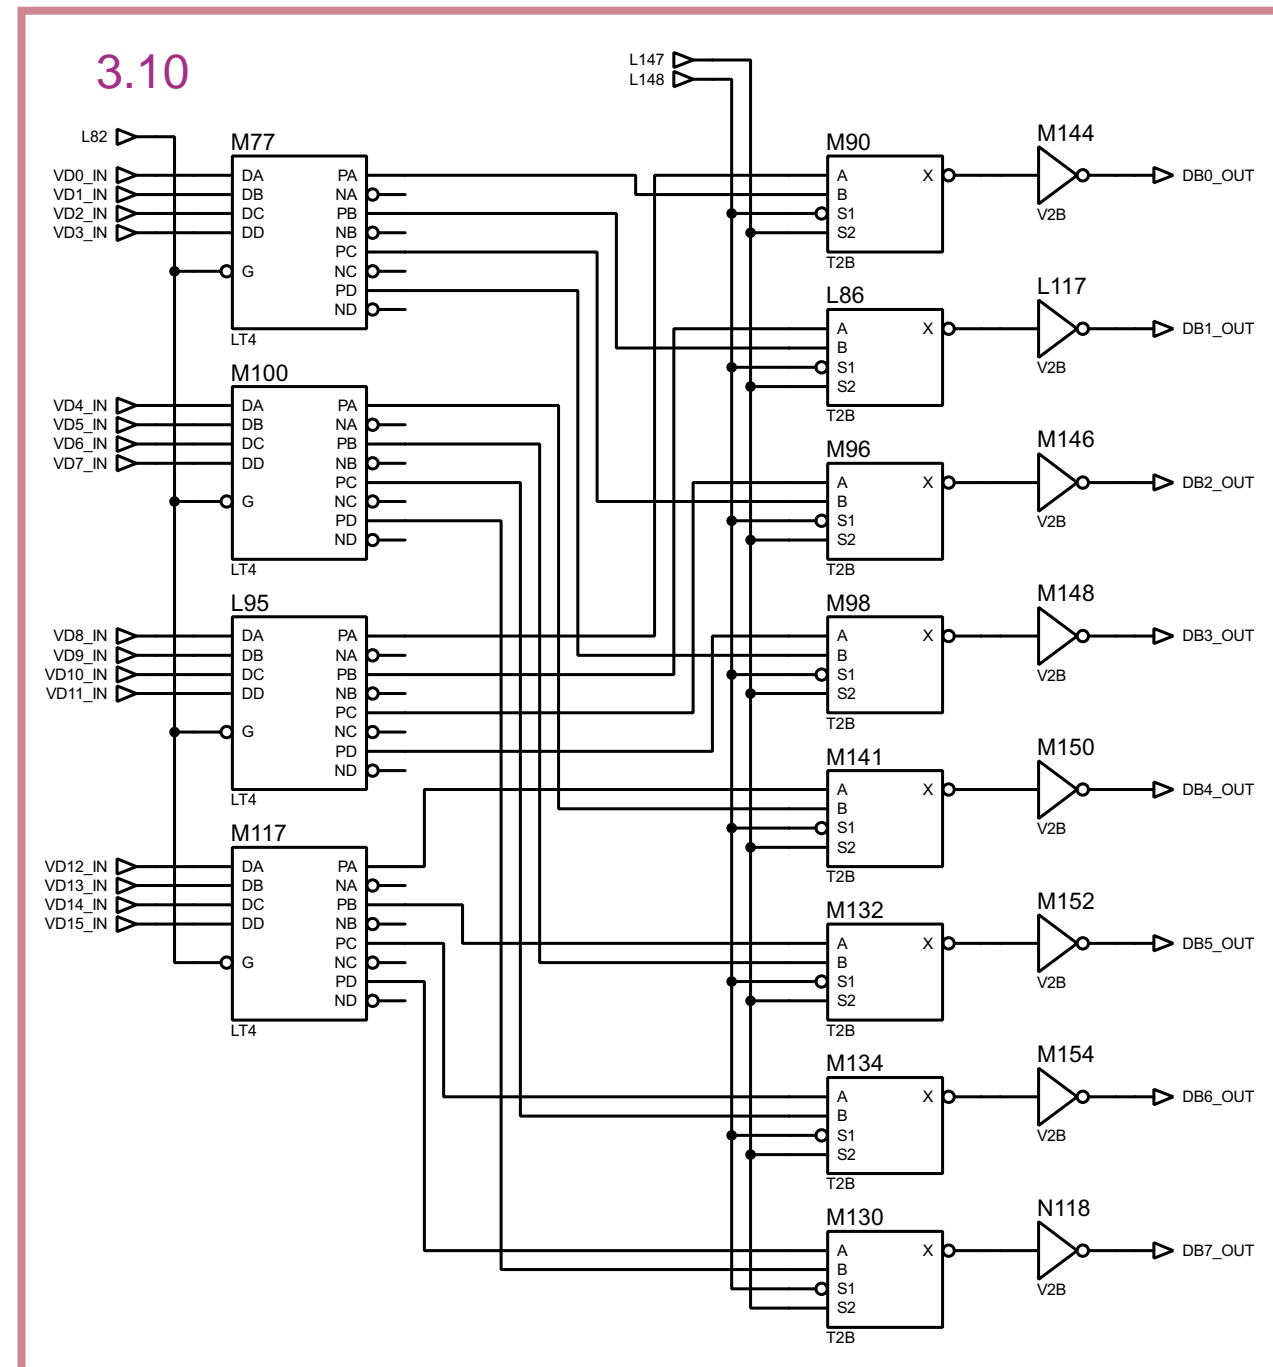 3.10
L147
L148
L82
VD0_IN
VD1_IN
VD2_IN
VD3_IN
M77
DA PA
DB NA
DC PB
DD NB
PC
G NC
PD
ND
LT4
VD4_IN
VD5_IN
VD6_IN
VD7_IN
M100
DA PA
DB NA
DC PB
DD NB
PC
G NC
PD
ND
LT4
VD8_IN
VD9_IN
VD10_IN
VD11_IN
L95
DA PA
DB NA
DC PB
DD NB
PC
G NC
PD
ND
LT4
VD12_IN
VD13_IN
VD14_IN
VD15_IN
M117
DA PA
DB NA
DC PB
DD NB
PC
G NC
PD
ND
LT4
M90
A X
B
S1
S2
T2B
M144
V2B
DB0_OUT
L86
A X
B
S1
S2
T2B
L117
V2B
DB1_OUT
M96
A X
B
S1
S2
T2B
M146
V2B
DB2_OUT
M98
A X
B
S1
S2
T2B
M148
V2B
DB3_OUT
M141
A X
B
S1
S2
T2B
M150
V2B
DB4_OUT
M132
A X
B
S1
S2
T2B
M152
V2B
DB5_OUT
M134
A X
B
S1
S2
T2B
M154
V2B
DB6_OUT
M130
A X
B
S1
S2
T2B
N118
V2B
DB7_OUT